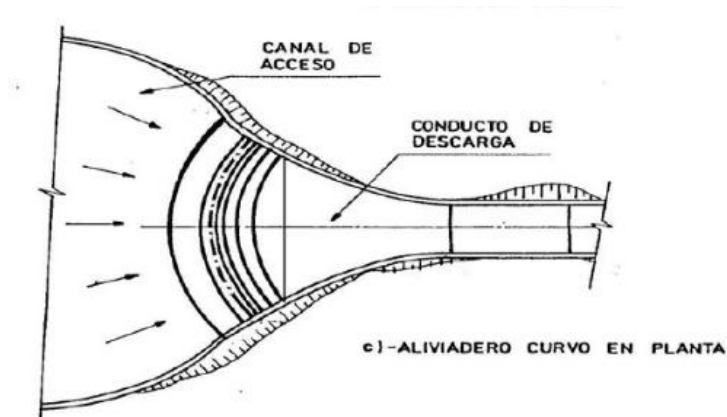 CANAL DE
ACCESO
CONDUCTO DE
DESCARGA
c)-ALIVIADERO CURVO EN PLANTA